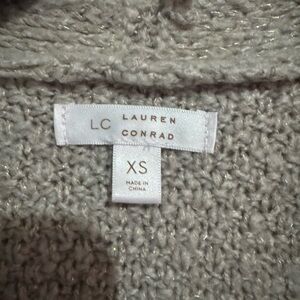 LC LAUREN
CONRAD
XS
MADE IN
CHINA